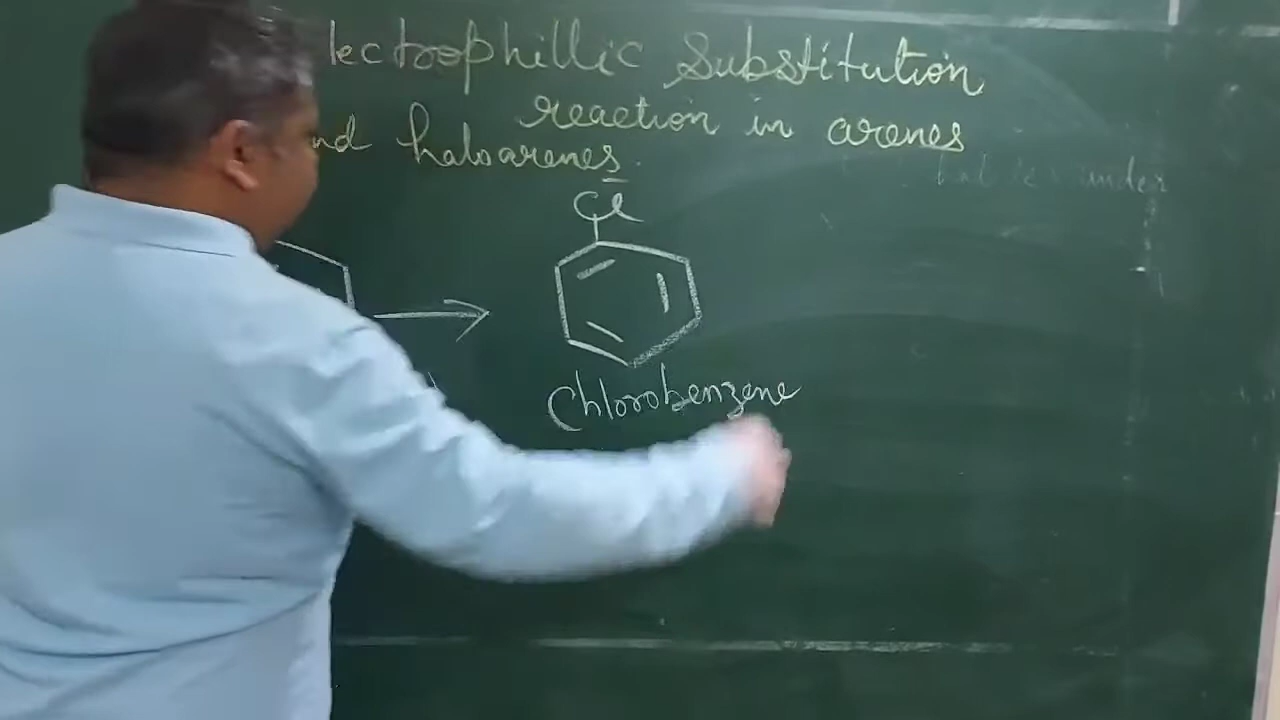 lectrophillic Substitution
reaction in arenes
nd haloarenes.
Cl
Chlorobenzene